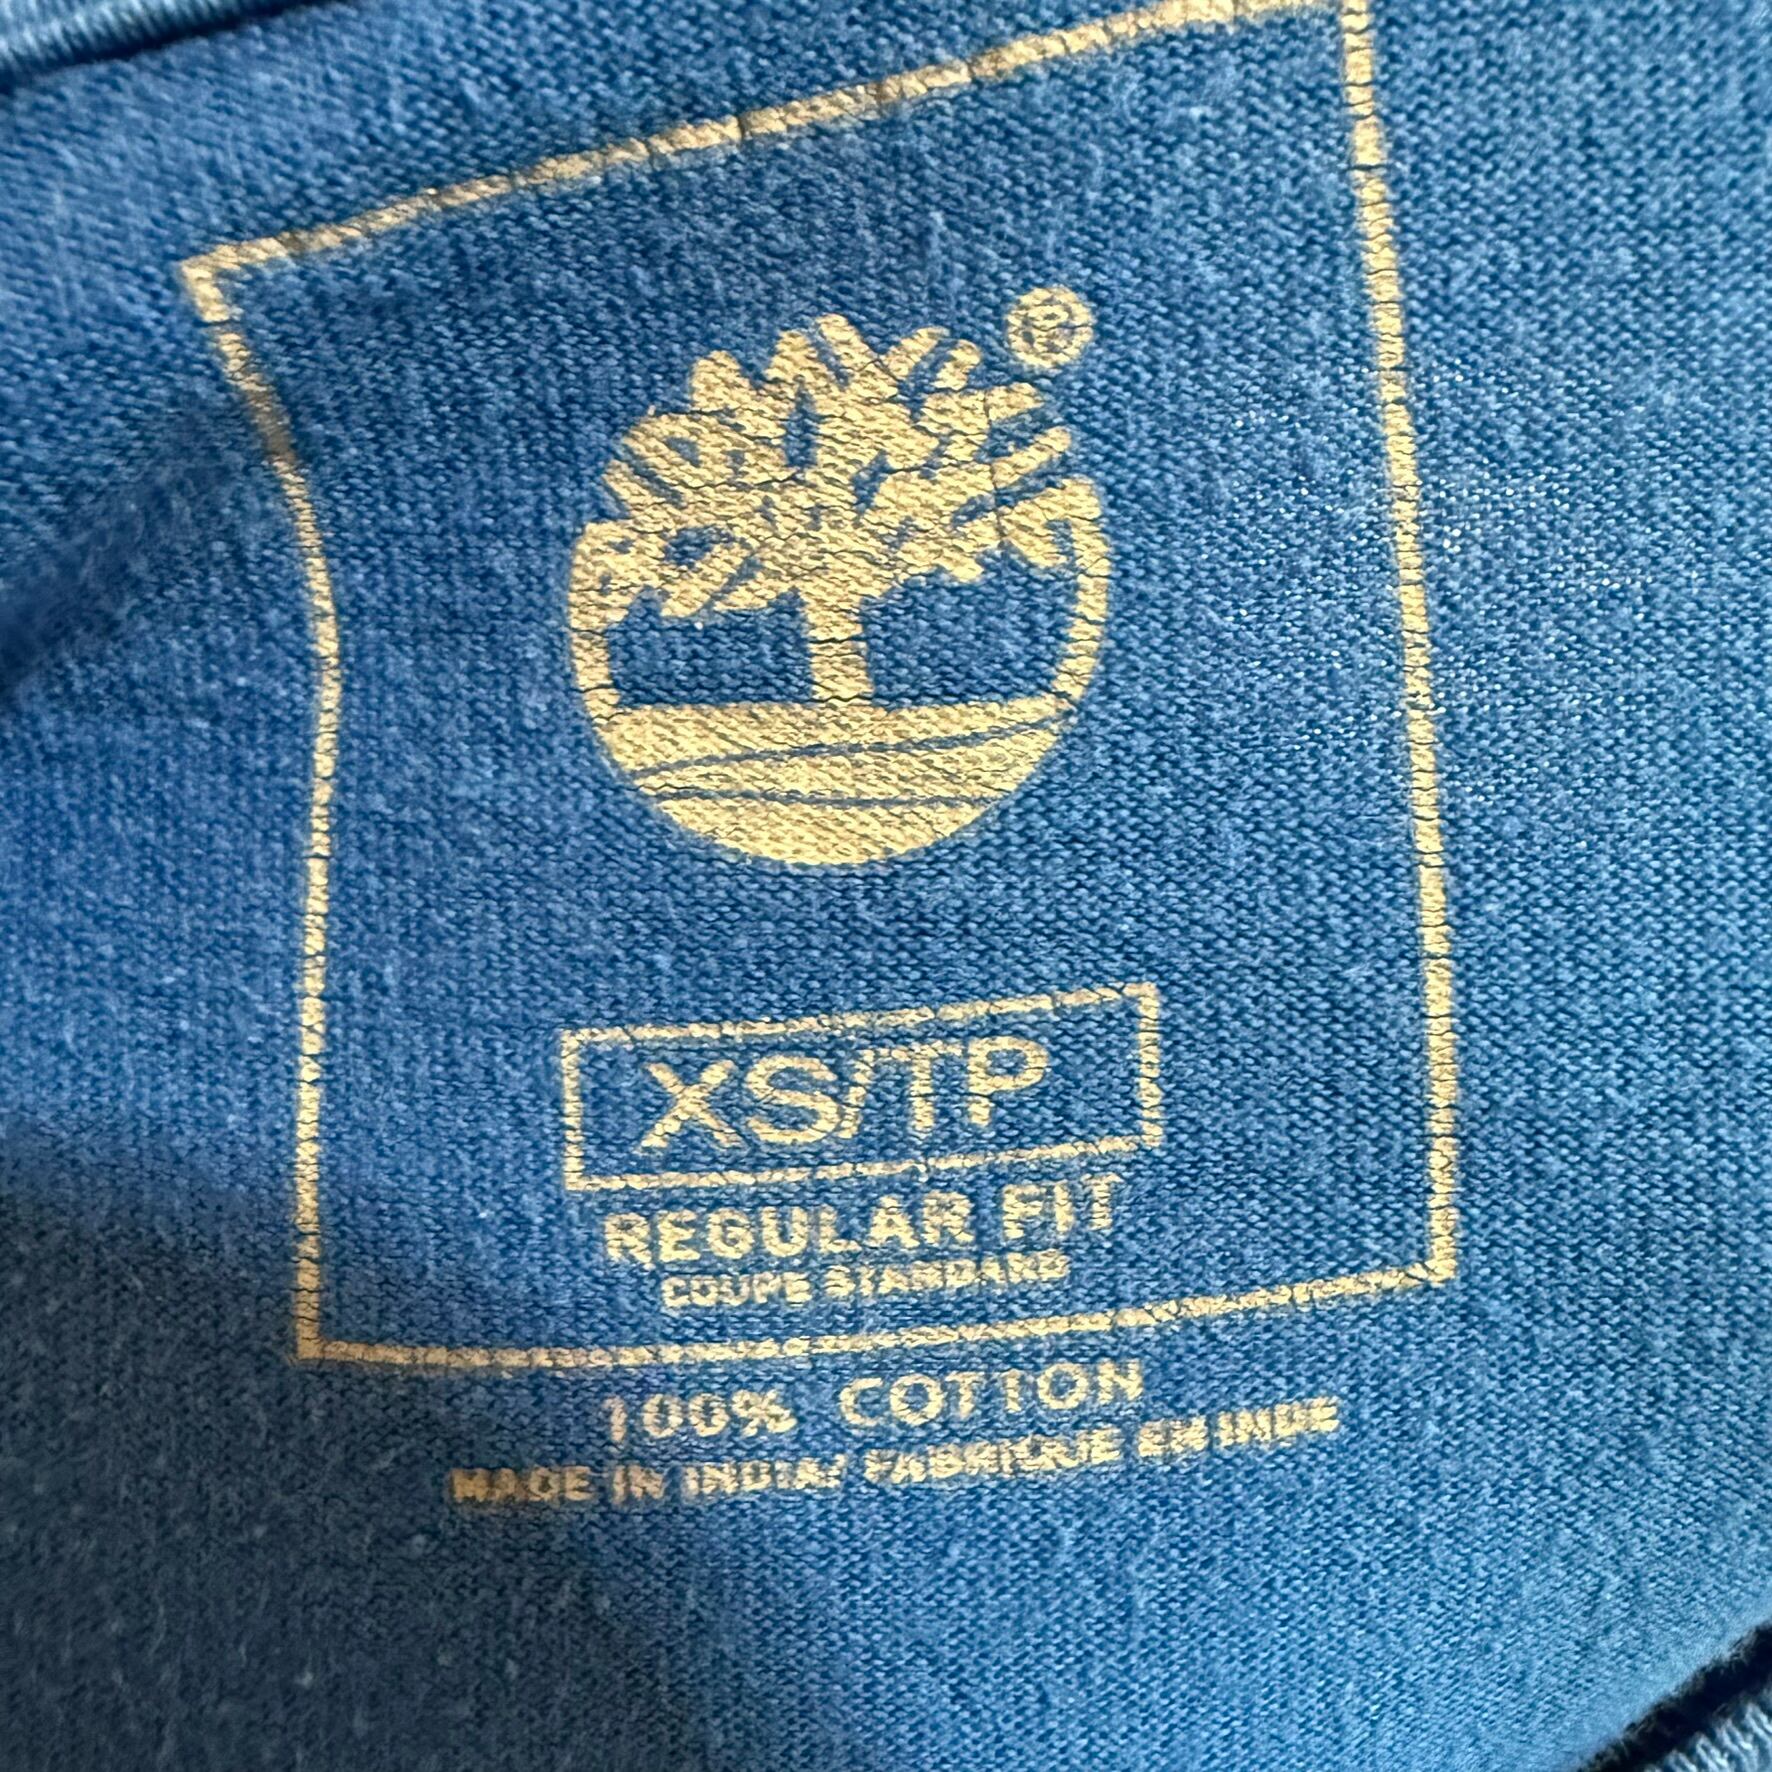 ®
XS/TP
REGULAR FIT
COUPE STANDARD
100% COTTON
MADE IN INDIA/ FABRIQUE EN INDE